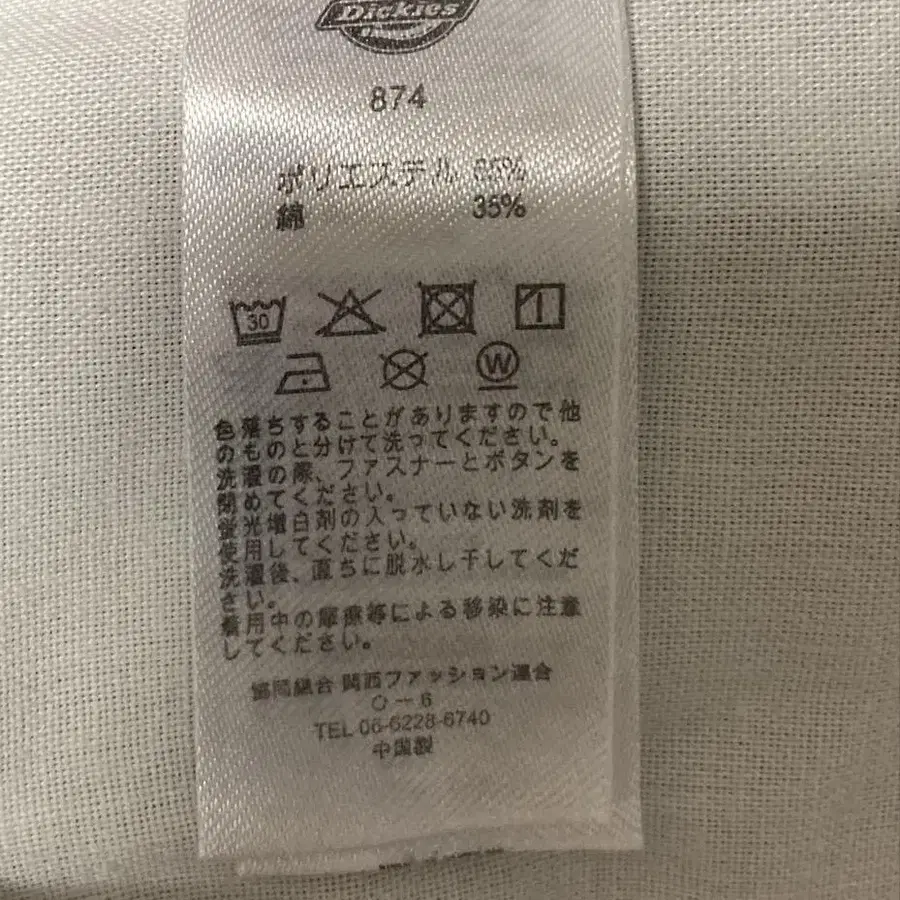 Dickies
874
ポリエステル 65%
綿 35%
30
W
色落ちすることがありますので他
のものと分けて洗ってください。
洗濯の際、ファスナーとボタンを
閉めてください。
蛍光増白剤の入っていない洗剤を
使用してください。
洗濯後、直ちに脱水し干してくだ
さい。
着用中の摩擦等による移染に注意
してください。
協同組合 関西ファッション連合
O-6
TEL 06-6228-6740
中国製